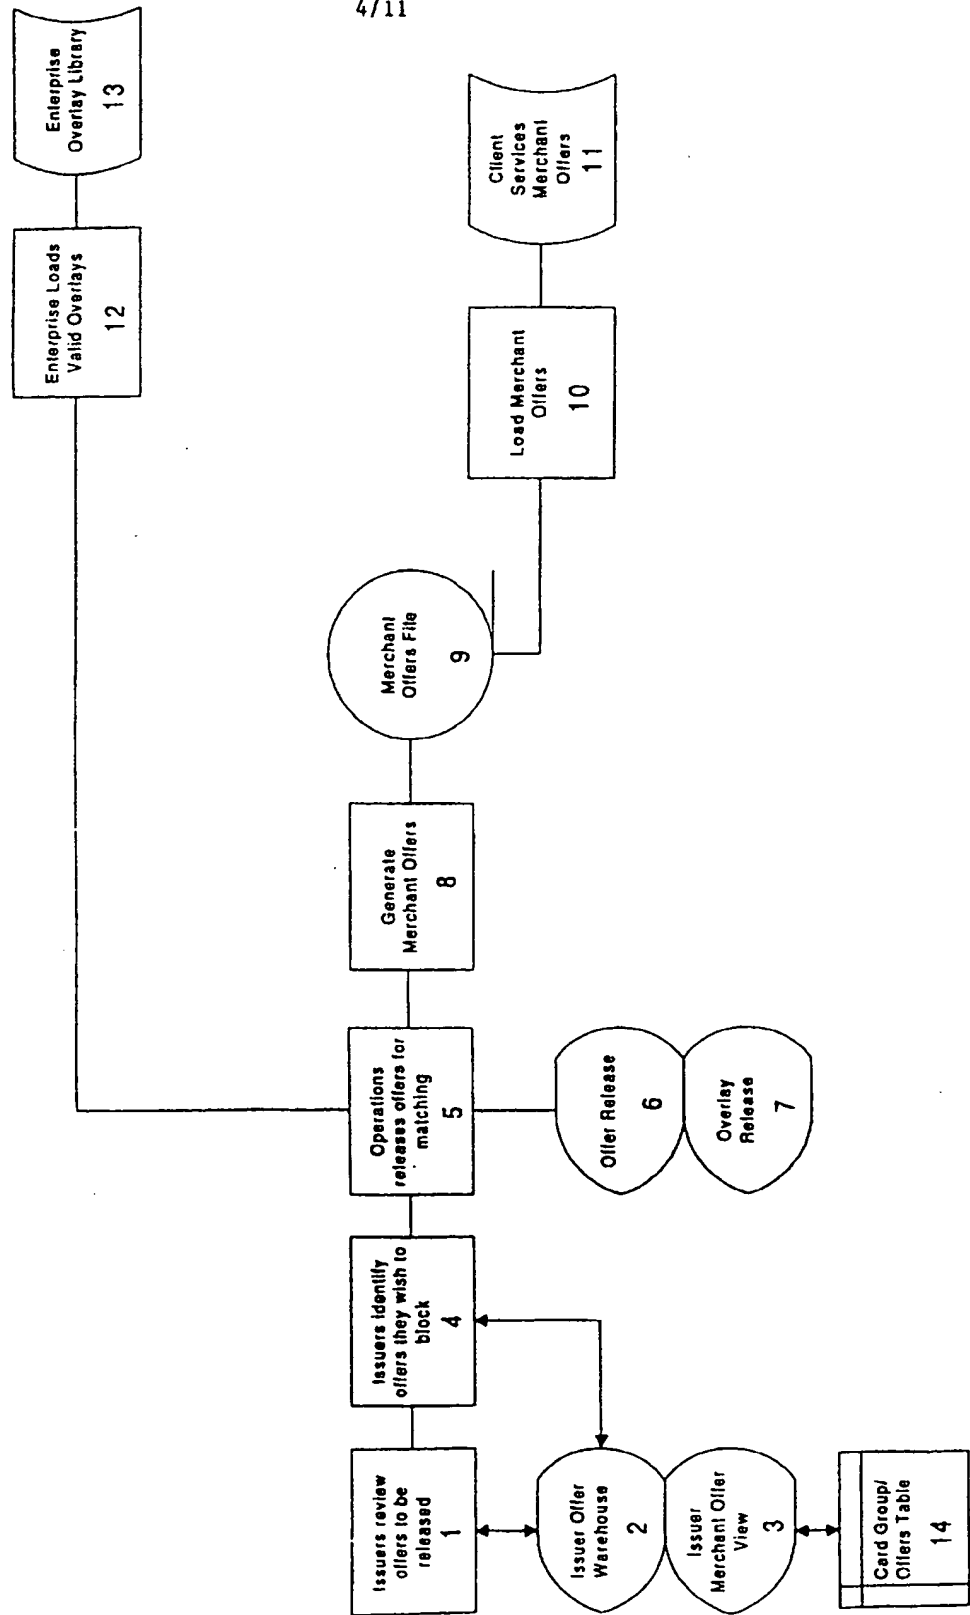 4/11
Issuers review
offers to be
released
1
Issuers identify
offers they wish to
block
4
Operations
releases offers for
matching
5
Generate
Merchant Offers
8
Merchant
Offers File
9
Load Merchant
Offers
10
Client
Services
Merchant
Offers
11
Enterprise Loads
Valid Overlays
12
Enterprise
Overlay Library
13
Issuer Offer
Warehouse
2
Issuer
Merchant Offer
View
3
Offer Release
6
Overlay
Release
7
Card Group/
Offers Table
14